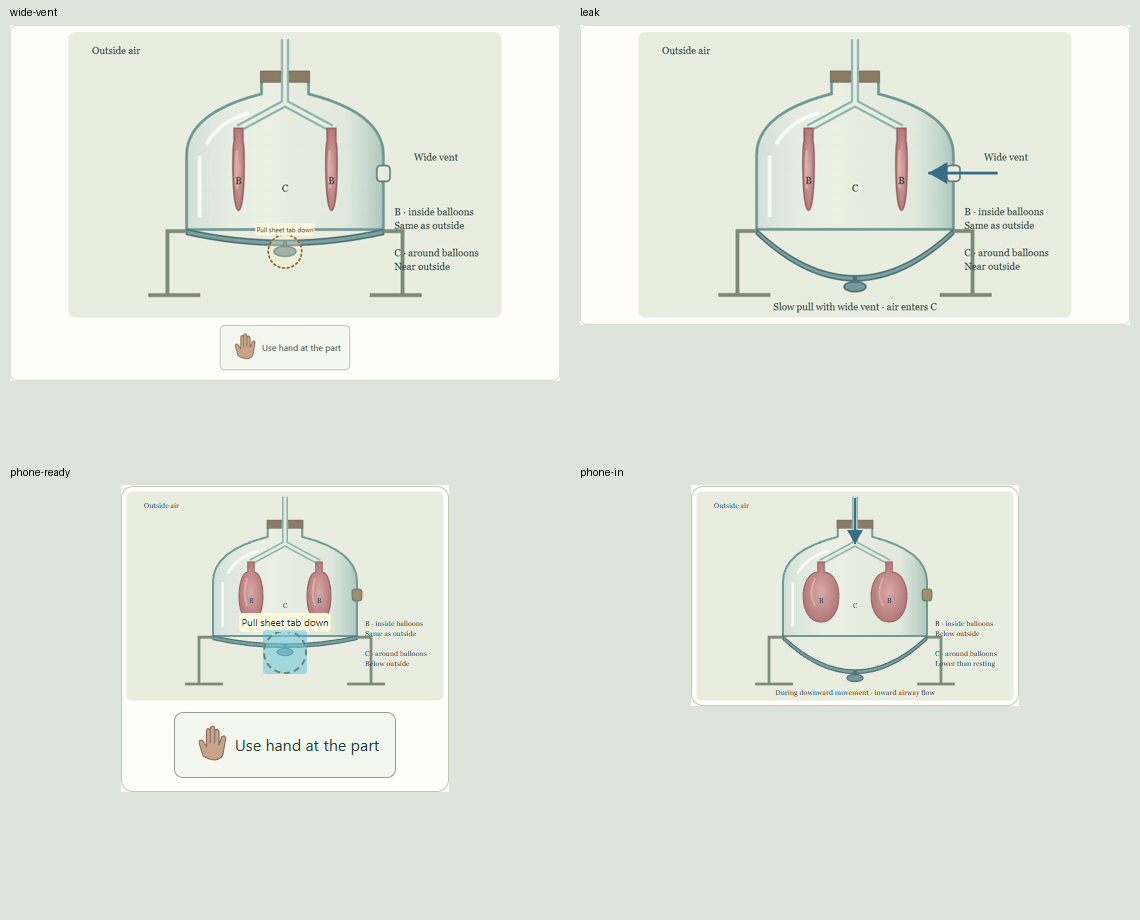 wide-vent
Outside air
Wide vent
B
C
B
B · inside balloons
Same as outside
Pull sheet tab down
C · around balloons
Near outside
Use hand at the part
leak
Outside air
Wide vent
B
C
B
B · inside balloons
Same as outside
C · around balloons
Near outside
Slow pull with wide vent · air enters C
phone-ready
Outside air
B
C
B
Pull sheet tab down
B · inside balloons
Same as outside
C · around balloons
Below outside
Use hand at the part
phone-in
Outside air
B
C
B
B · inside balloons
Below outside
C · around balloons
Lower than resting
During downward movement · inward airway flow